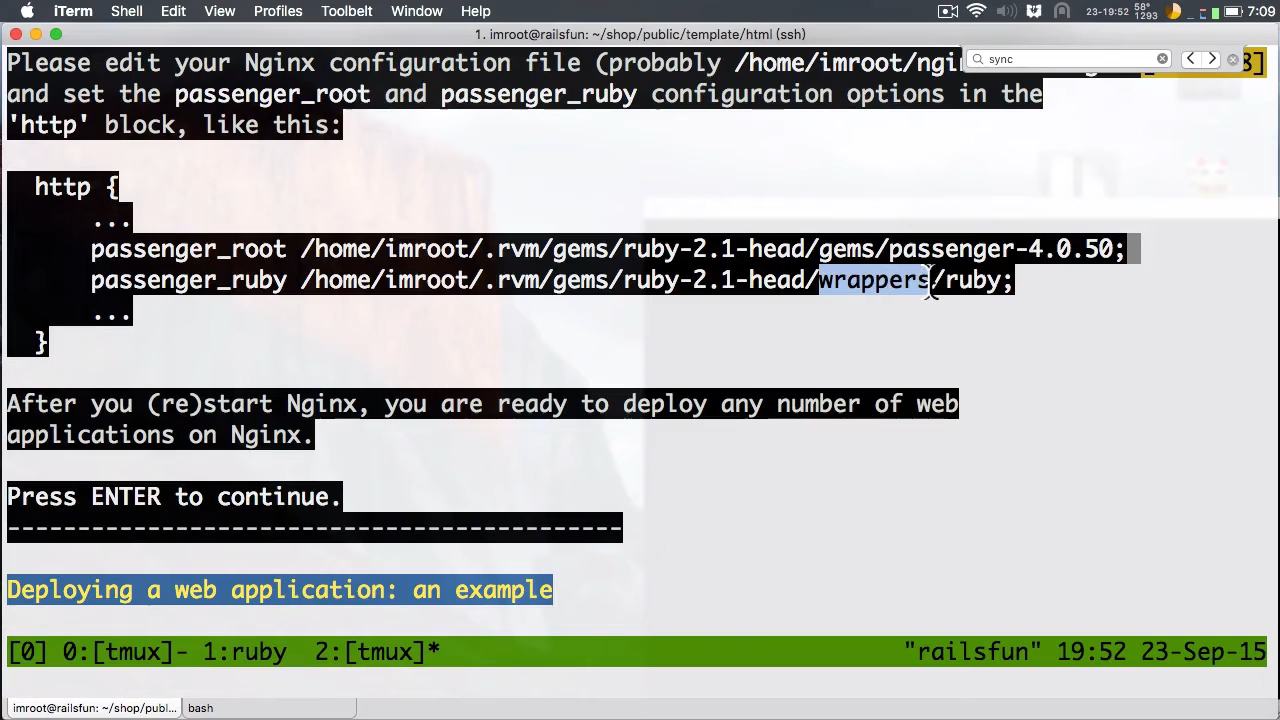 iTerm Shell Edit View Profiles Toolbelt Window Help 23-19:52 58° 1293 7:09
1. imroot@railsfun: ~/shop/public/template/html (ssh)
sync
Please edit your Nginx configuration file (probably /home/imroot/ngin 8]
and set the passenger_root and passenger_ruby configuration options in the
'http' block, like this:
http {
...
passenger_root /home/imroot/.rvm/gems/ruby-2.1-head/gems/passenger-4.0.50;
passenger_ruby /home/imroot/.rvm/gems/ruby-2.1-head/wrappers/ruby;
...
}
After you (re)start Nginx, you are ready to deploy any number of web
applications on Nginx.
Press ENTER to continue.
--------------------------------------------
Deploying a web application: an example
[0] 0:[tmux]- 1:ruby 2:[tmux]* "railsfun" 19:52 23-Sep-15
imroot@railsfun: ~/shop/publ... bash